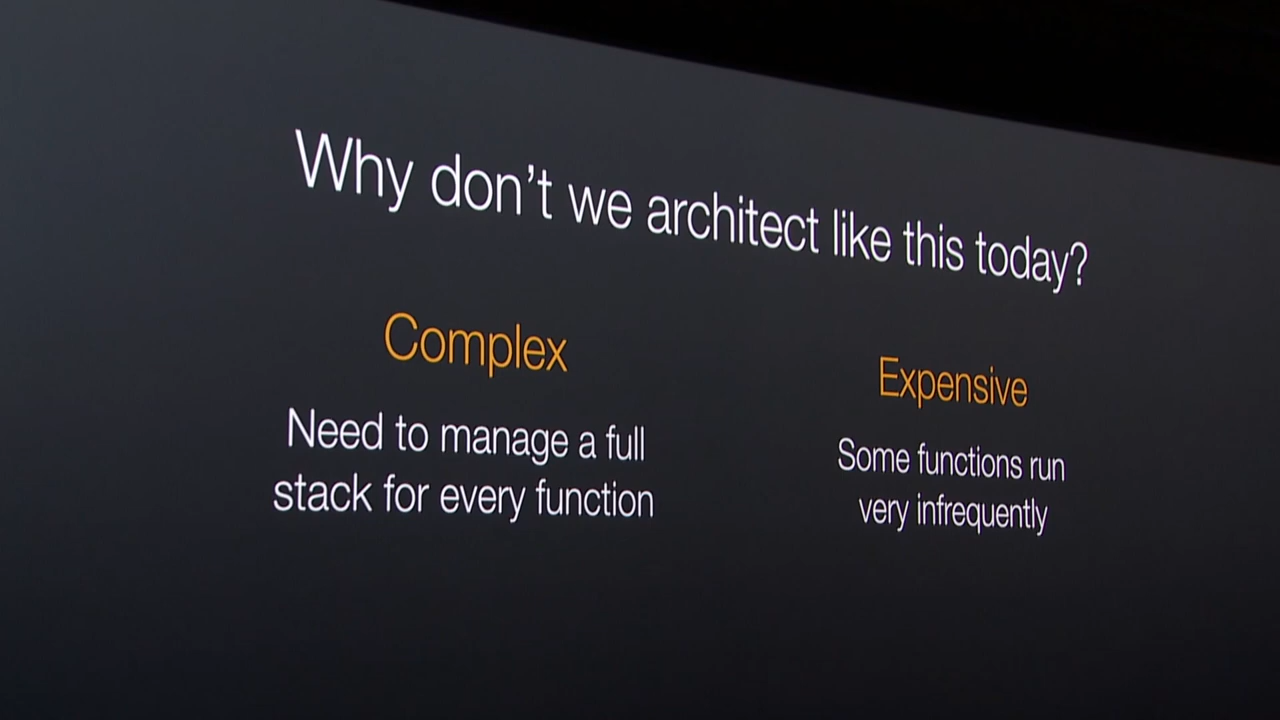 Why don’t we architect like this today?
Complex
Need to manage a full
stack for every function
Expensive
Some functions run
very infrequently